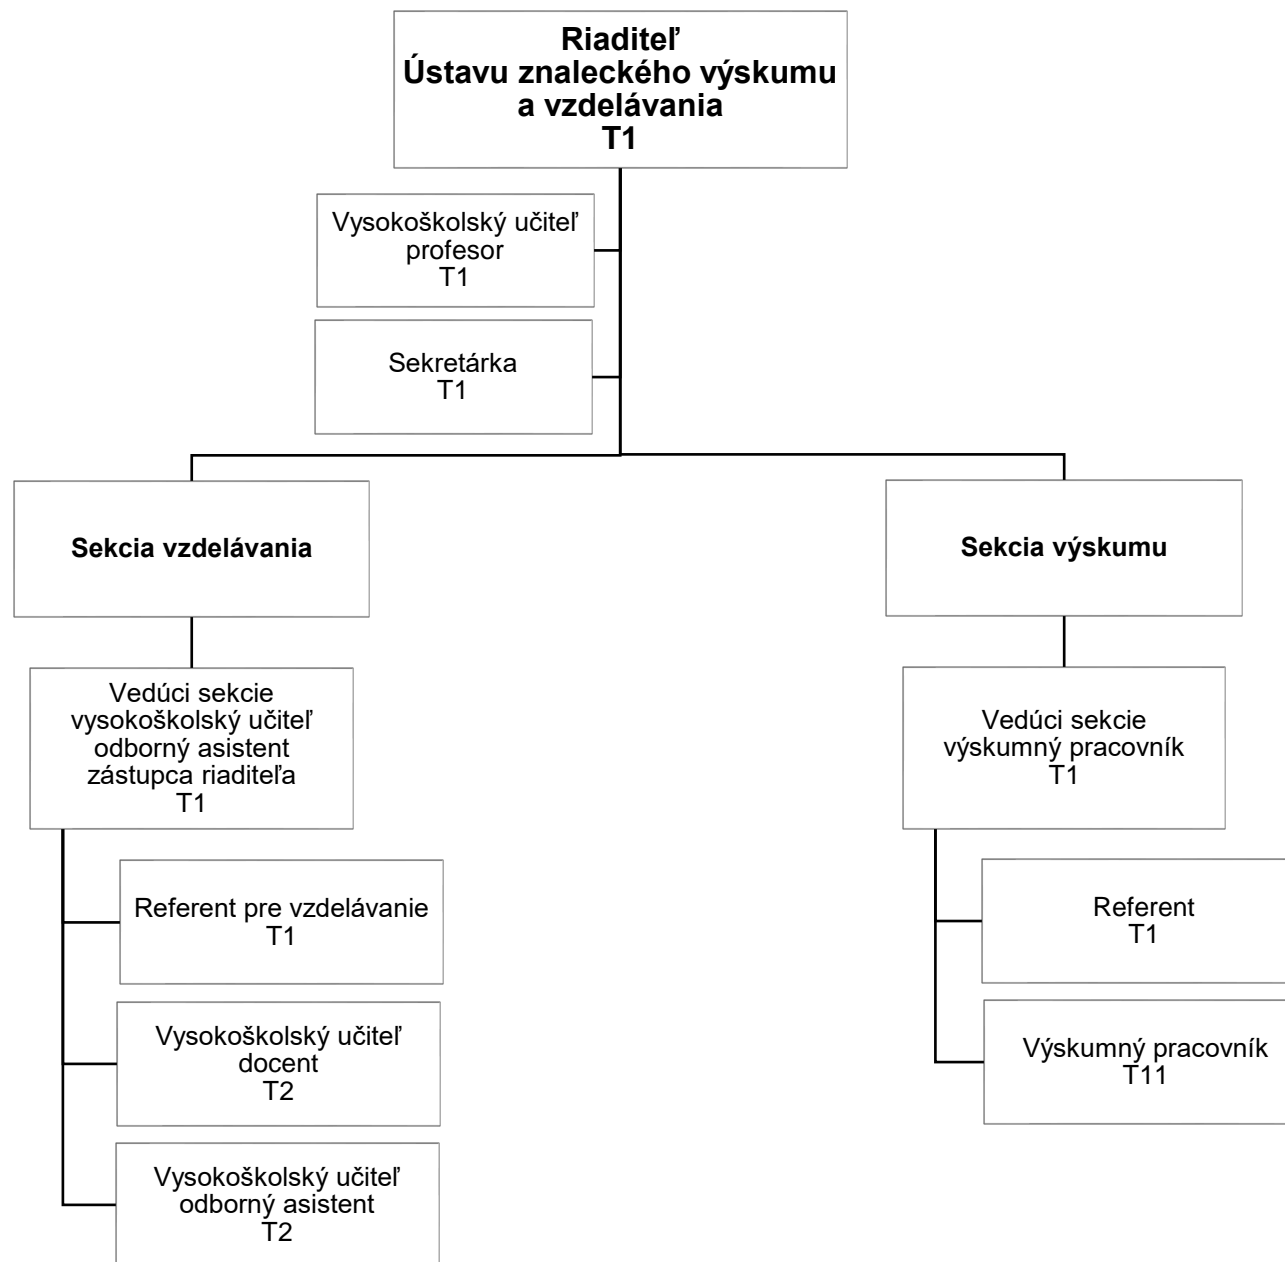 Riaditeľ
Ústavu znaleckého výskumu
a vzdelávania
T1
Vysokoškolský učiteľ
profesor
T1
Sekretárka
T1
Sekcia vzdelávania
Vedúci sekcie
vysokoškolský učiteľ
odborný asistent
zástupca riaditeľa
T1
Referent pre vzdelávanie
T1
Vysokoškolský učiteľ
docent
T2
Vysokoškolský učiteľ
odborný asistent
T2
Sekcia výskumu
Vedúci sekcie
výskumný pracovník
T1
Referent
T1
Výskumný pracovník
T11